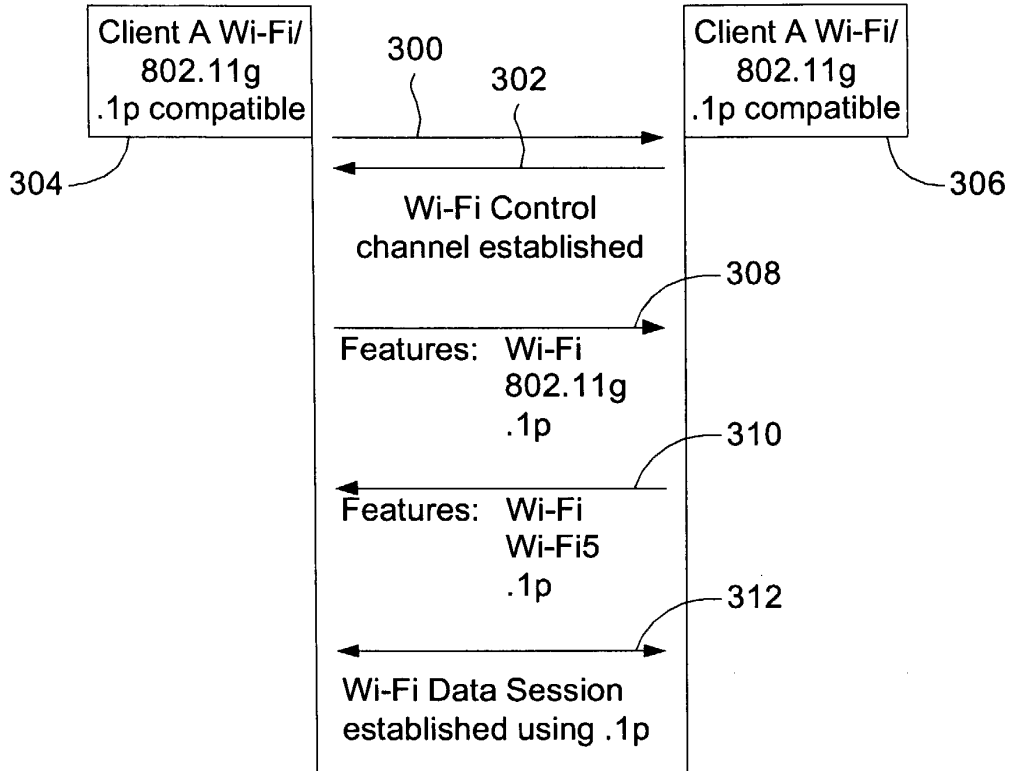 Client A Wi-Fi/
802.11g
.1p compatible
Client A Wi-Fi/
802.11g
.1p compatible
300
302
304
306
Wi-Fi Control
channel established
308
Features: Wi-Fi
802.11g
.1p
310
Features: Wi-Fi
Wi-Fi5
.1p
312
Wi-Fi Data Session
established using .1p